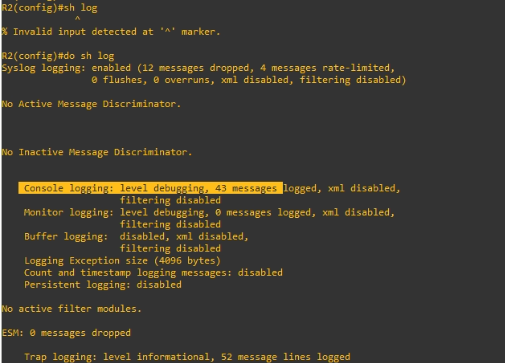 R2(config)#sh log
^
% Invalid input detected at '^' marker.
R2(config)#do sh log
Syslog logging: enabled (12 messages dropped, 4 messages rate-limited,
0 flushes, 0 overruns, xml disabled, filtering disabled)
No Active Message Discriminator.
No Inactive Message Discriminator.
Console logging: level debugging, 43 messages logged, xml disabled,
filtering disabled
Monitor logging: level debugging, 0 messages logged, xml disabled,
filtering disabled
Buffer logging: disabled, xml disabled,
filtering disabled
Logging Exception size (4096 bytes)
Count and timestamp logging messages: disabled
Persistent logging: disabled
No active filter modules.
ESM: 0 messages dropped
Trap logging: level informational, 52 message lines logged